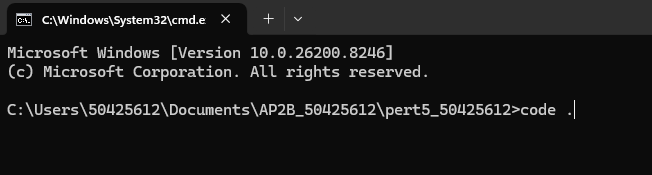 C:\Windows\System32\cmd.e
Microsoft Windows [Version 10.0.26200.8246]
(c) Microsoft Corporation. All rights reserved.
C:\Users\50425612\Documents\AP2B_50425612\pert5_50425612>code .